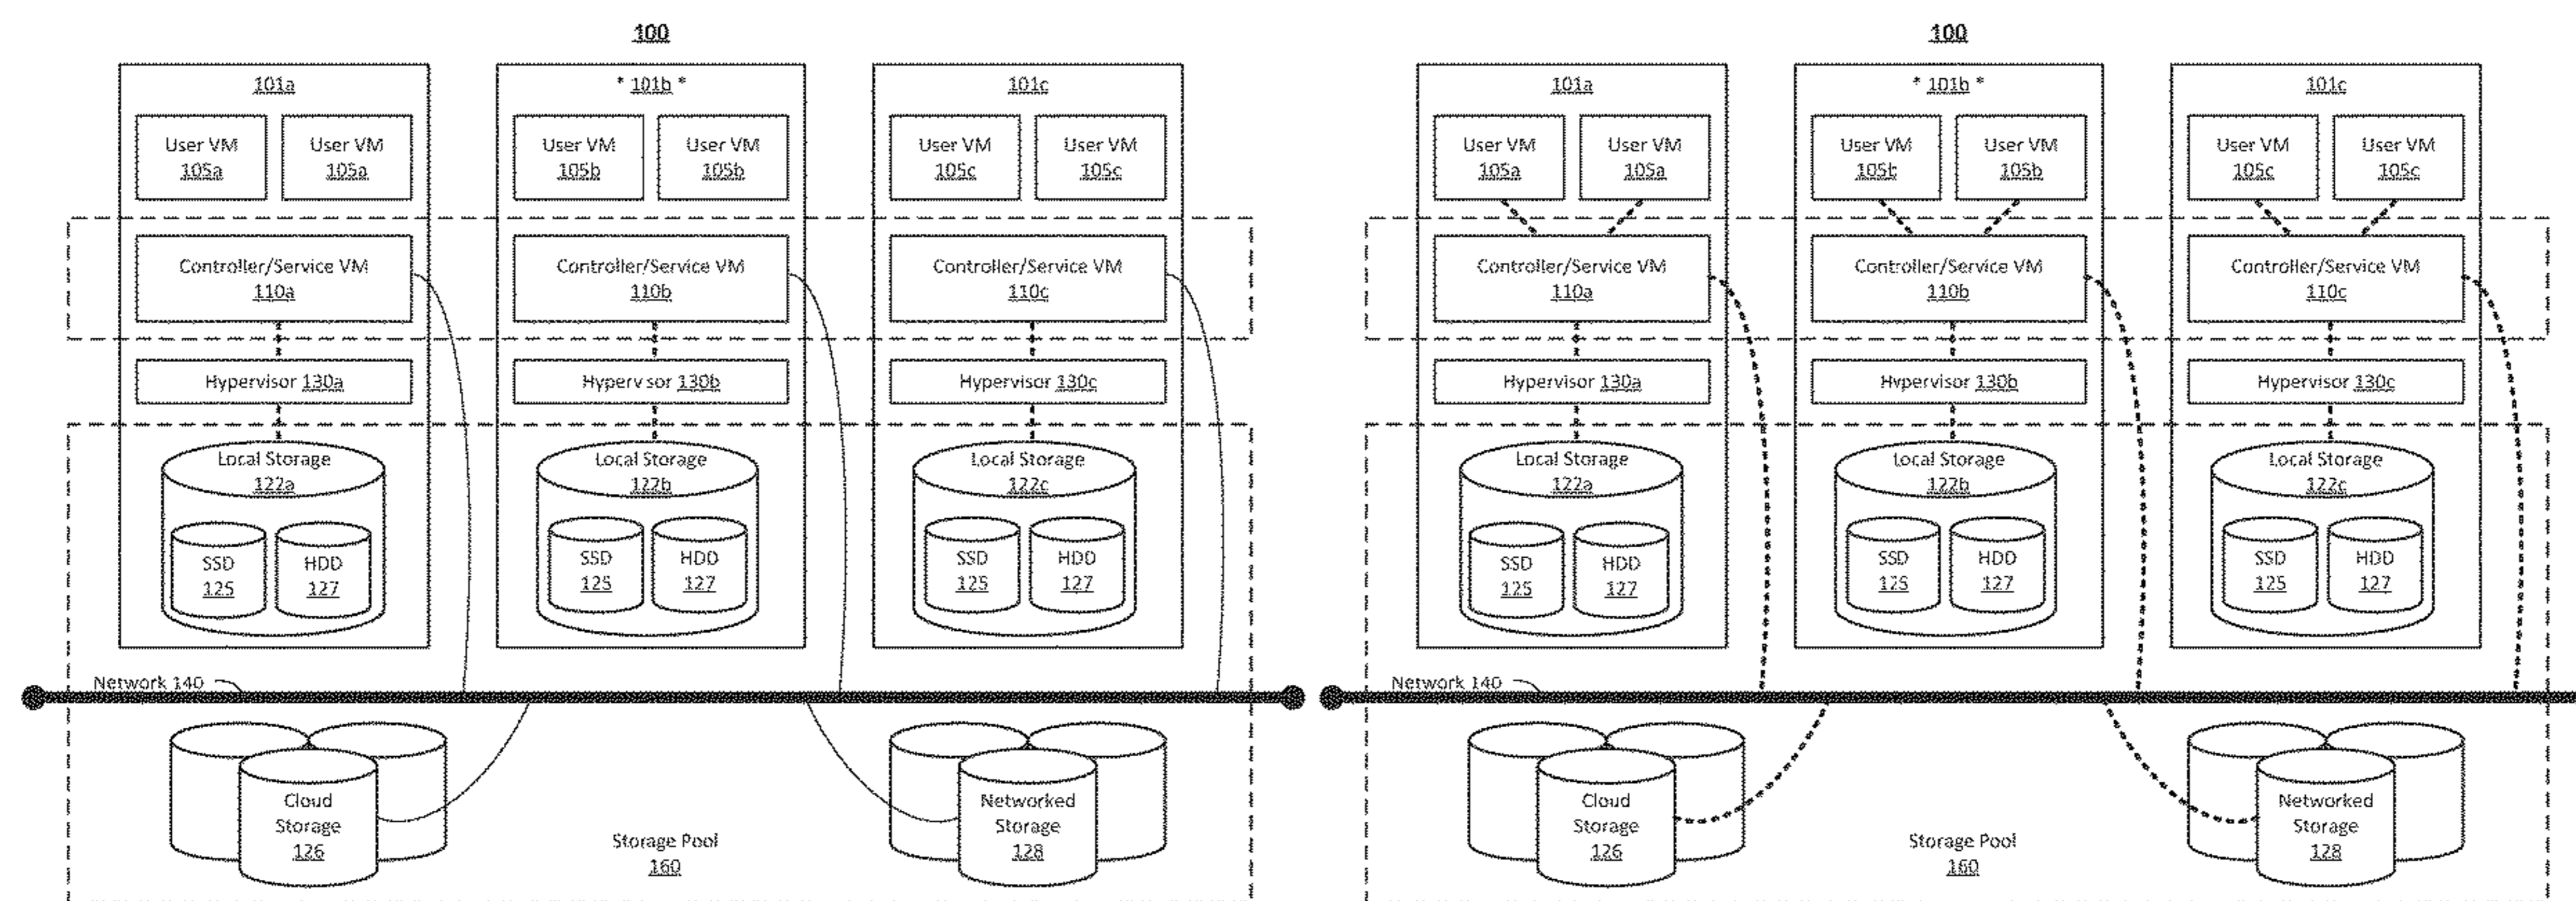 100
101a
* 101b *
101c
User VM
105a
User VM
105a
User VM
105b
User VM
105b
User VM
105c
User VM
105c
Controller/Service VM
110a
Controller/Service VM
110b
Controller/Service VM
110c
Hypervisor 130a
Hypervisor 130b
Hypervisor 130c
Local Storage
122a
Local Storage
122b
Local Storage
122c
SSD
125
HDD
127
SSD
125
HDD
127
SSD
125
HDD
127
Network 140
Cloud
Storage
126
Storage Pool
160
Networked
Storage
128
100
101a
* 101b *
101c
User VM
105a
User VM
105a
User VM
105b
User VM
105b
User VM
105c
User VM
105c
Controller/Service VM
110a
Controller/Service VM
110b
Controller/Service VM
110c
Hypervisor 130a
Hypervisor 130b
Hypervisor 130c
Local Storage
122a
Local Storage
122b
Local Storage
122c
SSD
125
HDD
127
SSD
125
HDD
127
SSD
125
HDD
127
Network 140
Cloud
Storage
126
Storage Pool
160
Networked
Storage
128